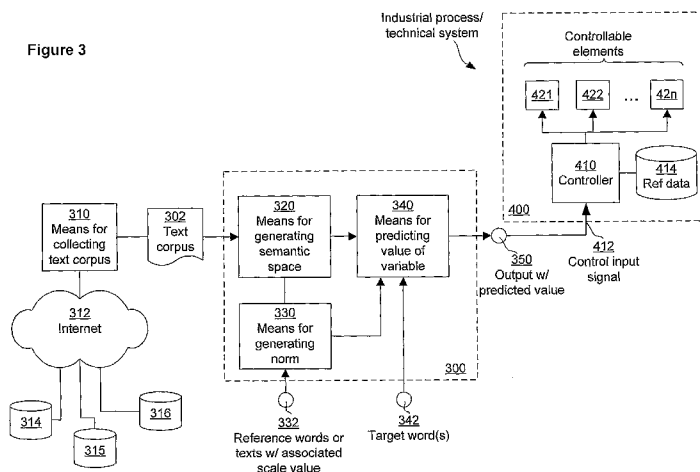 Figure 3
Industrial process/
technical system
Controllable
elements
421
422
...
42n
410
Controller
414
Ref data
400
412
Control input
signal
310
Means for
collecting
text corpus
302
Text
corpus
320
Means for
generating
semantic
space
340
Means for
predicting
value of
variable
350
Output w/
predicted value
312
Internet
330
Means for
generating
norm
300
314
315
316
332
Reference words or
texts w/ associated
scale value
342
Target word(s)